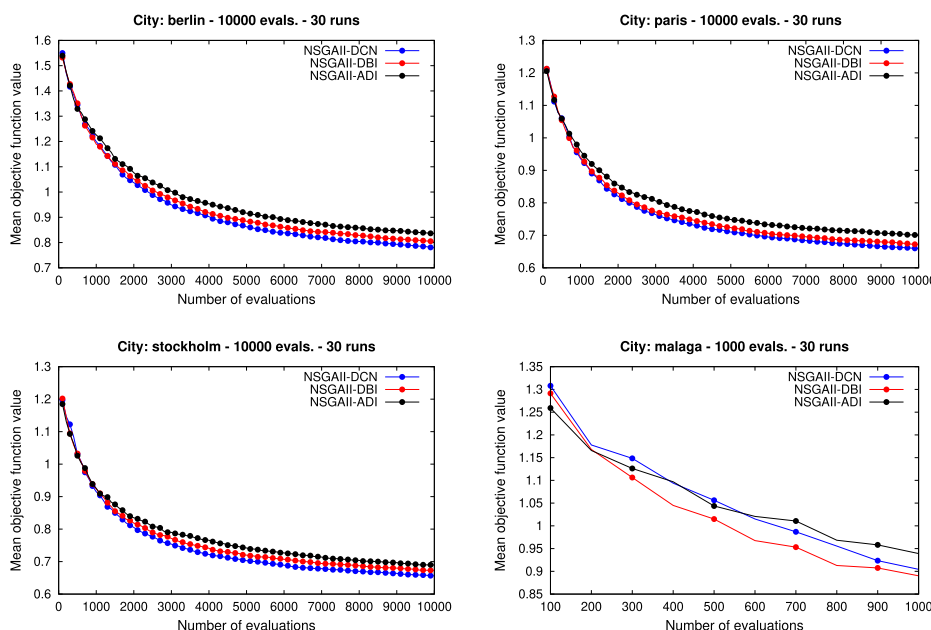 City: berlin - 10000 evals. - 30 runs
Mean objective function value
1.6
1.5
1.4
1.3
1.2
1.1
1
0.9
0.8
0.7
NSGAII-DCN
NSGAII-DBI
NSGAII-ADI
0 1000 2000 3000 4000 5000 6000 7000 8000 9000 10000
Number of evaluations
City: paris - 10000 evals. - 30 runs
Mean objective function value
1.3
1.2
1.1
1
0.9
0.8
0.7
0.6
NSGAII-DCN
NSGAII-DBI
NSGAII-ADI
0 1000 2000 3000 4000 5000 6000 7000 8000 9000 1000
Number of evaluations
City: stockholm - 10000 evals. - 30 runs
Mean objective function value
1.3
1.2
1.1
1
0.9
0.8
0.7
0.6
NSGAII-DCN
NSGAII-DBI
NSGAII-ADI
0 1000 2000 3000 4000 5000 6000 7000 8000 9000 10000
Number of evaluations
City: malaga - 1000 evals. - 30 runs
Mean objective function value
1.35
1.3
1.25
1.2
1.15
1.1
1.05
1
0.95
0.9
0.85
NSGAII-DCN
NSGAII-DBI
NSGAII-ADI
100 200 300 400 500 600 700 800 900 1000
Number of evaluations